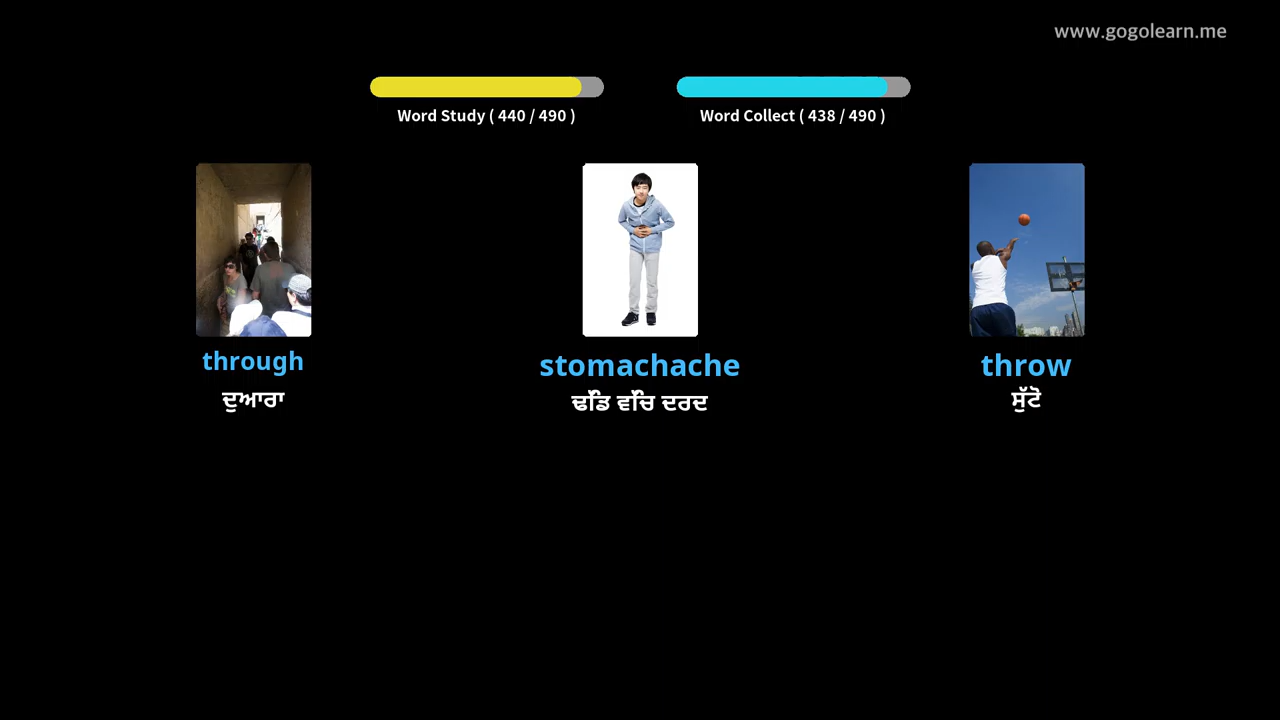 www.gogolearn.me
Word Study ( 440 / 490 )
Word Collect ( 438 / 490 )
through
stomachache
throw
ਦੁਆਰਾ
ਢਿੱਡ ਵਿੱਚ ਦਰਦ
ਸੁੱਟੋ